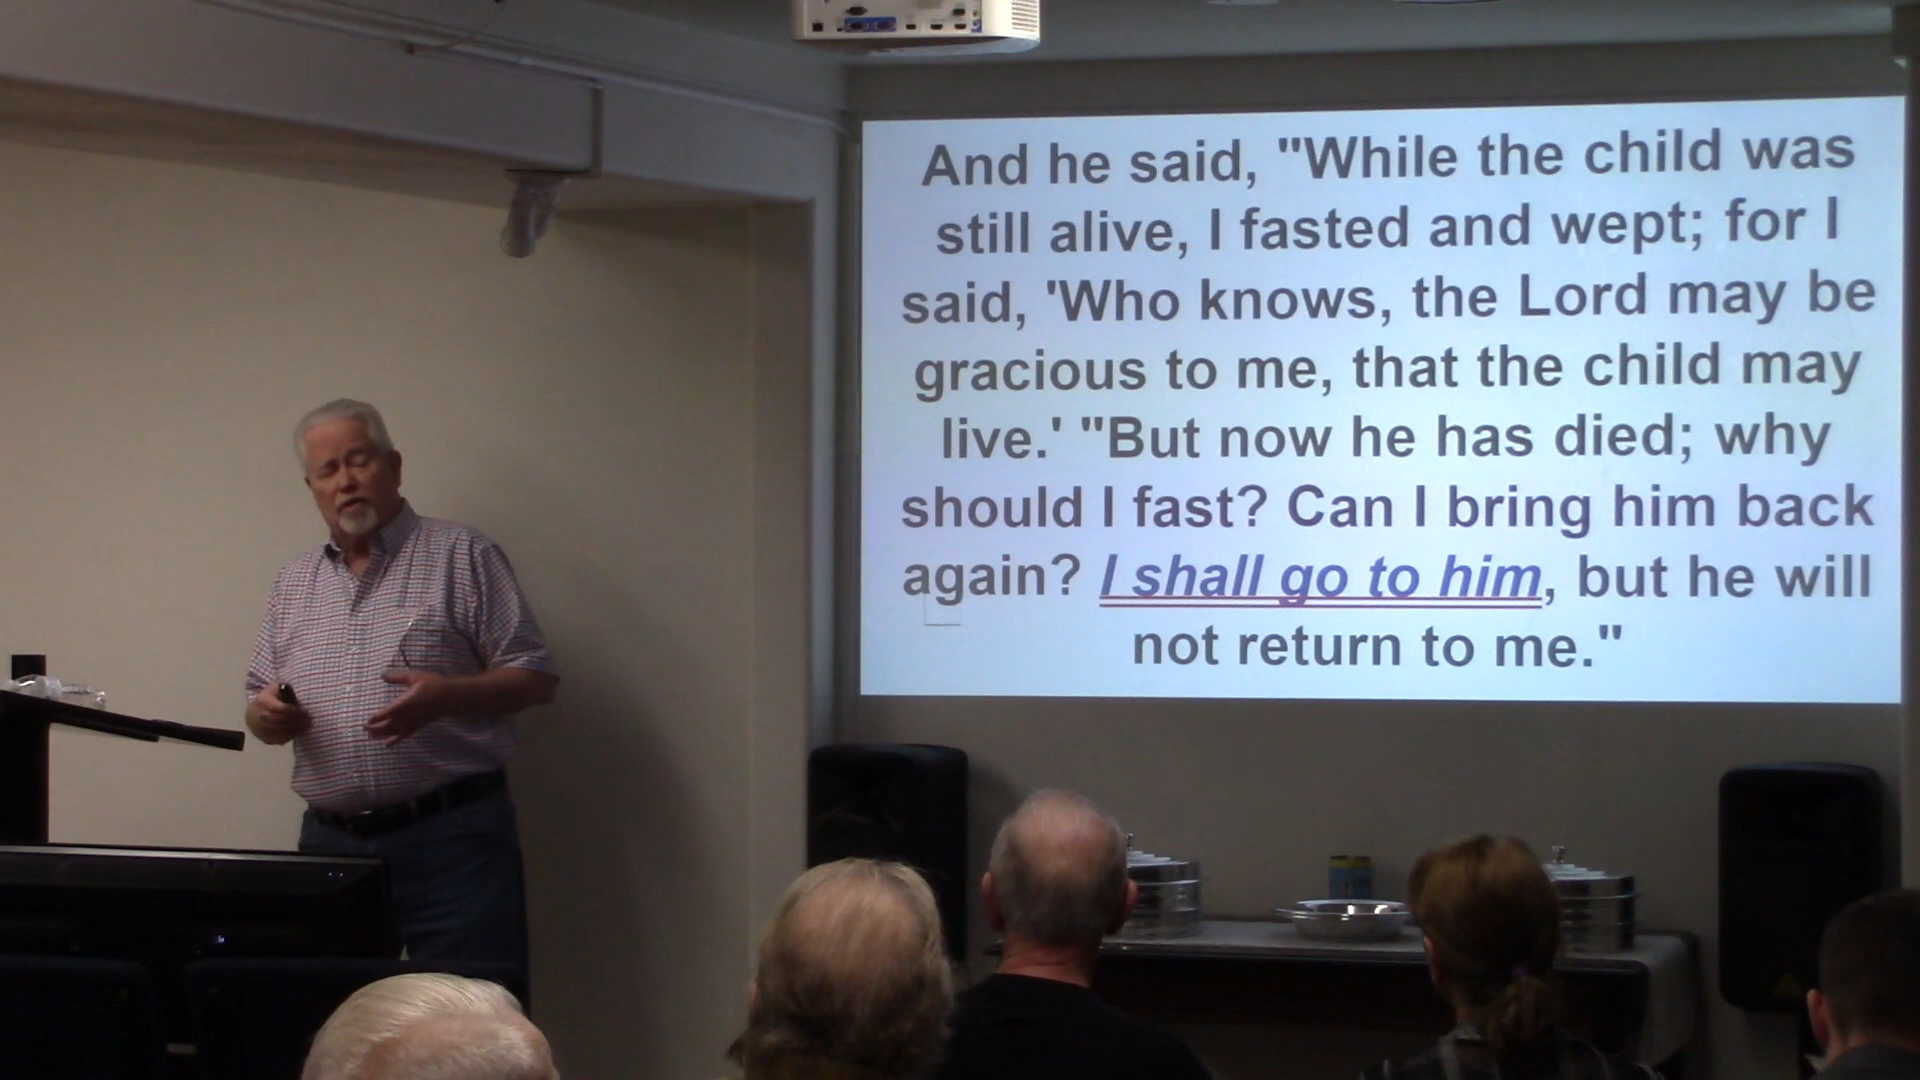 And he said, "While the child was
still alive, I fasted and wept; for I
said, 'Who knows, the Lord may be
gracious to me, that the child may
live.' "But now he has died; why
should I fast? Can I bring him back
again? I shall go to him, but he will
not return to me."